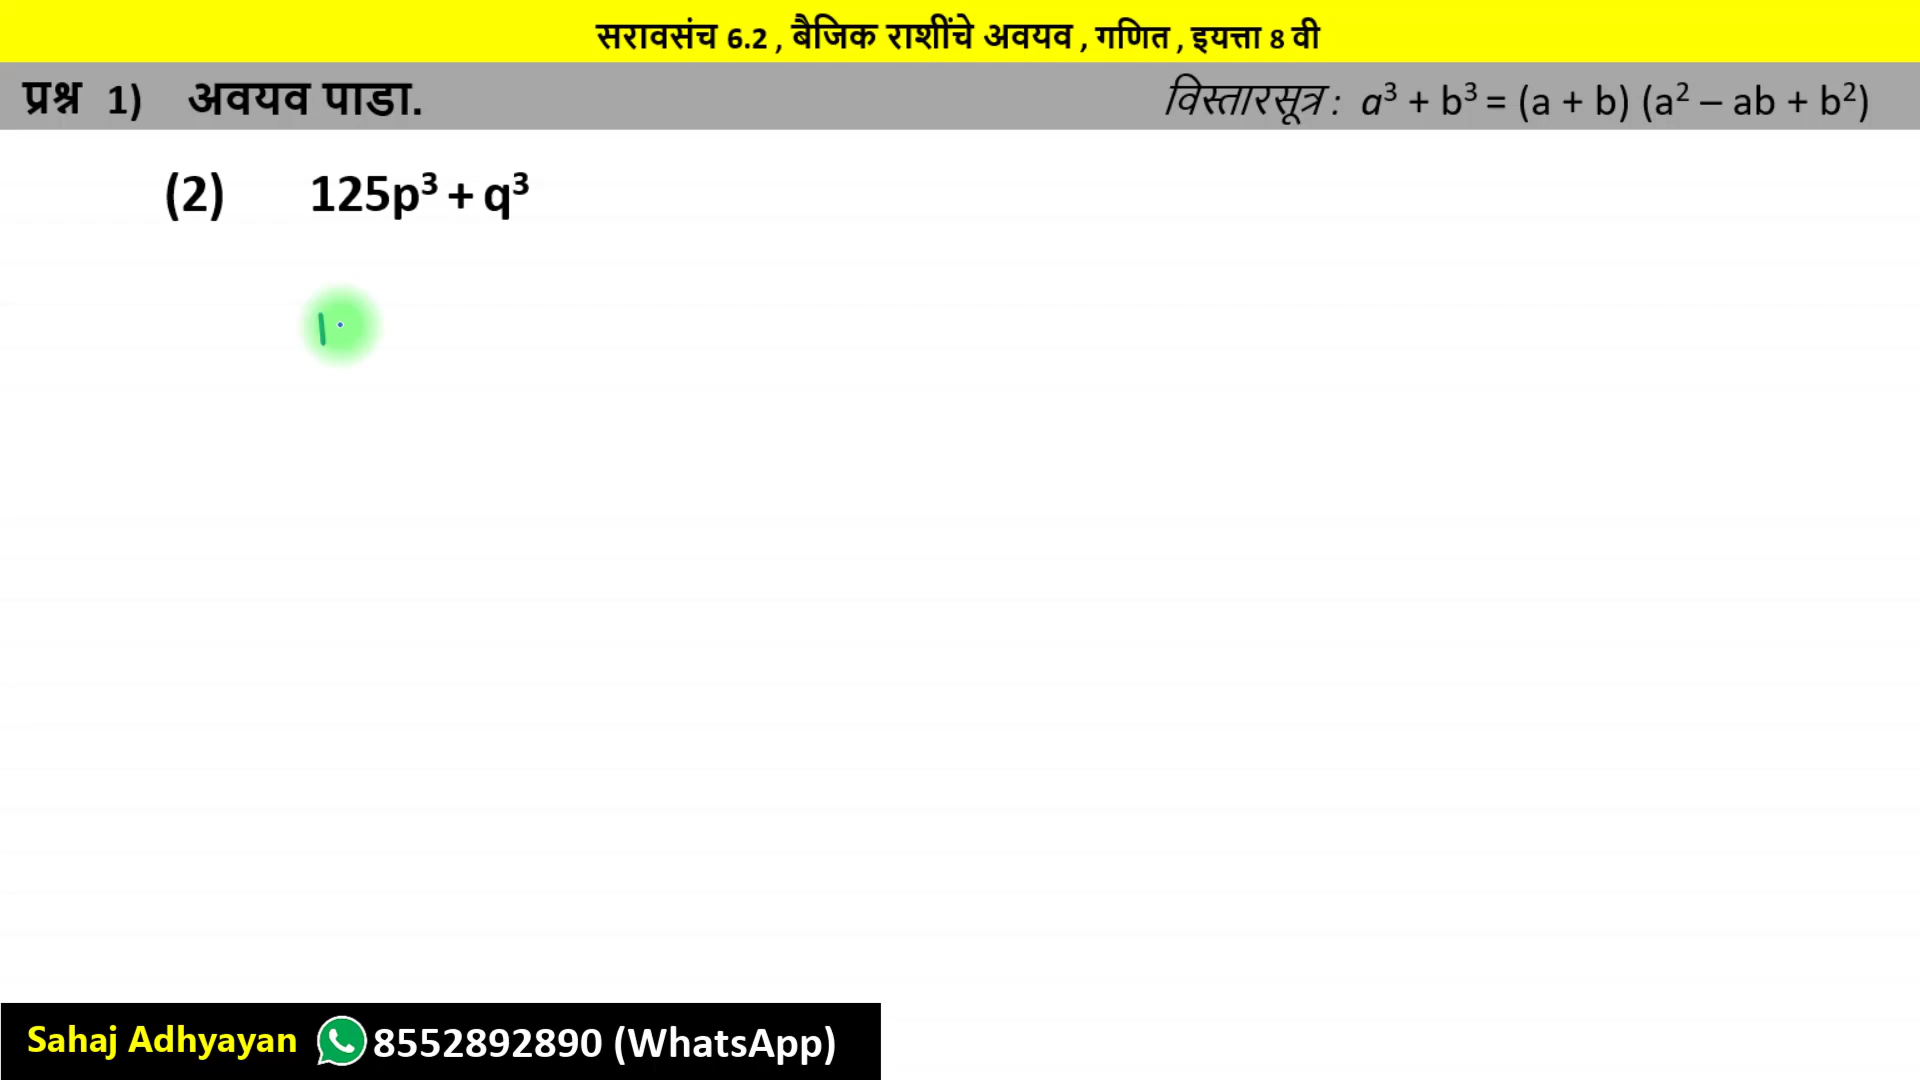 सरावसंच 6.2 , बैजिक राशींचे अवयव , गणित , इयत्ता 8 वी
प्रश्न 1) अवयव पाडा. विस्तारसूत्र : a³ + b³ = (a + b) (a² – ab + b²)
(2) 125p³ + q³
1
Sahaj Adhyayan 8552892890 (WhatsApp)